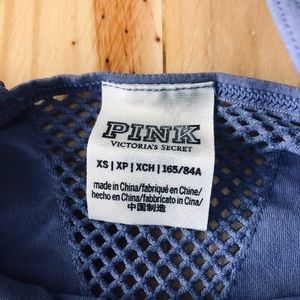 PINK
VICTORIA'S SECRET
XS | XP | XCH | 165/84A
made in China/fabriqué en Chine/
hecho en China/fabricato in Cina/
中国制造